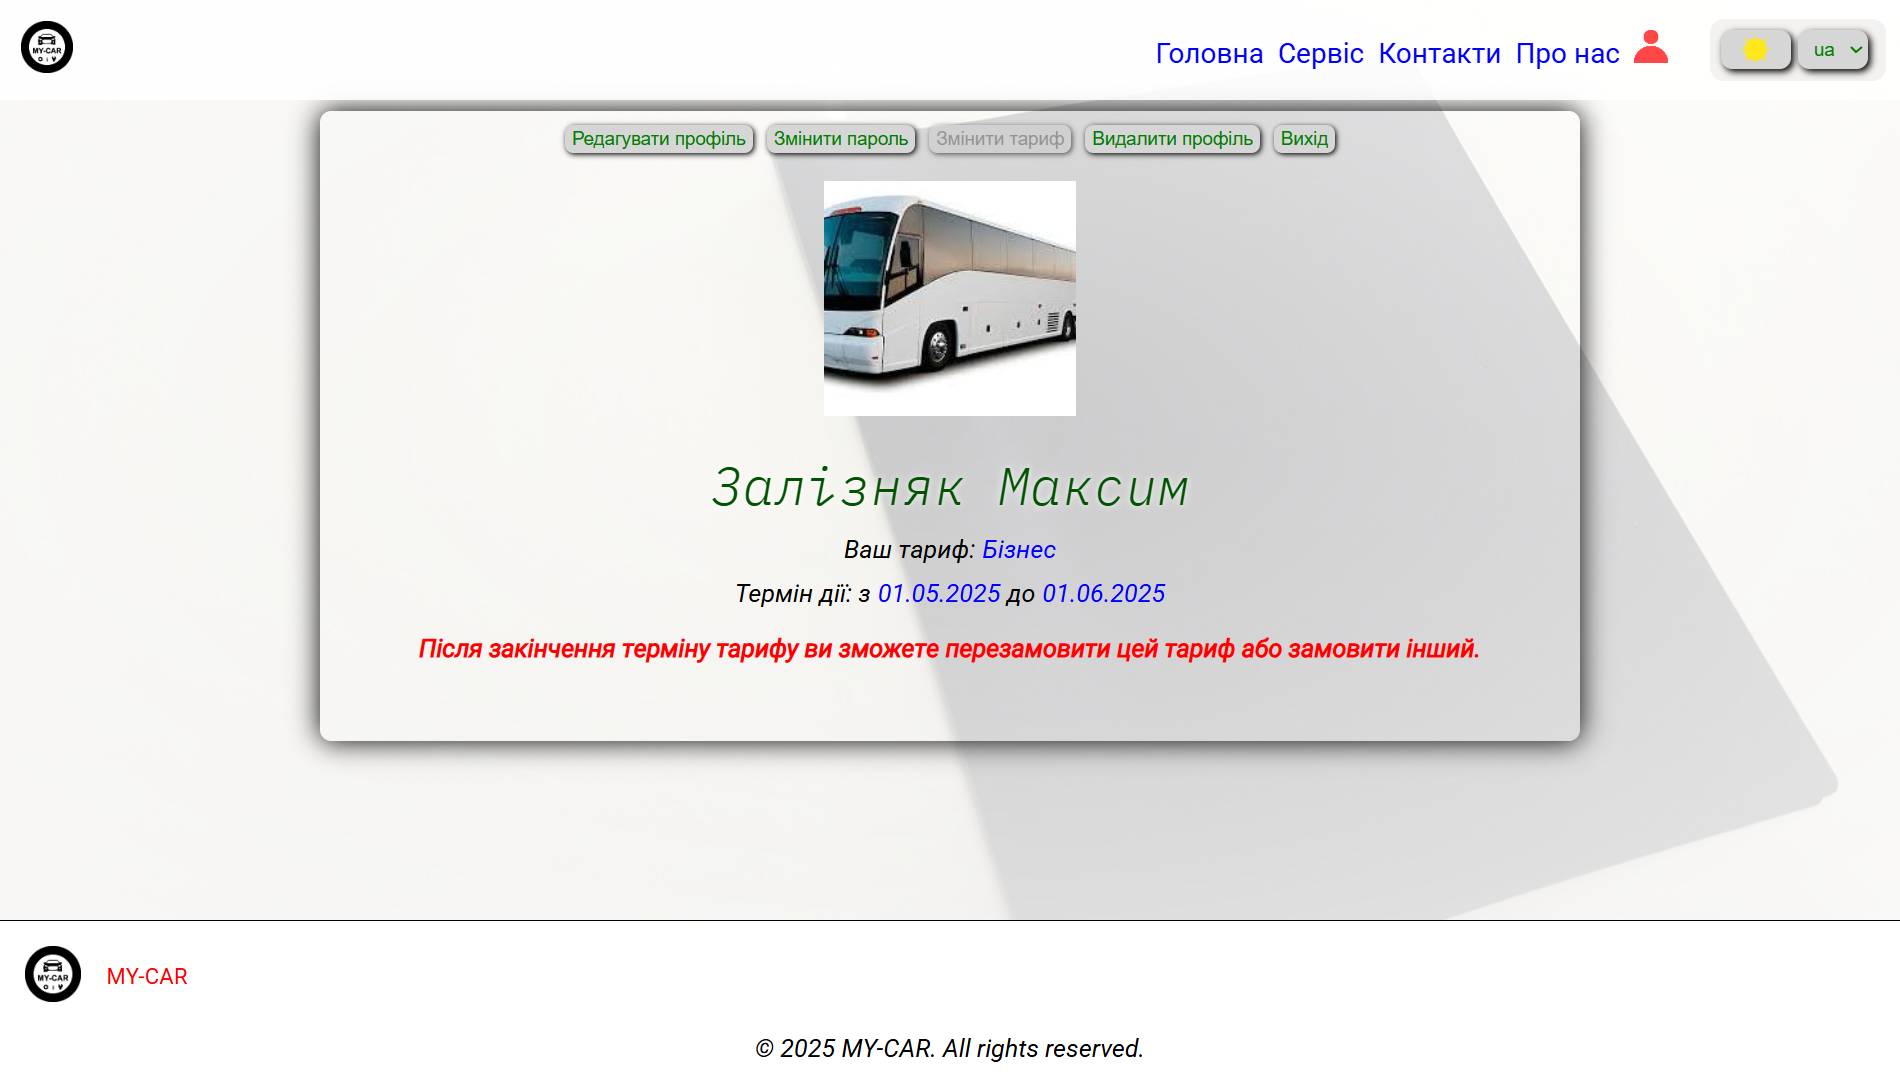 MY-CAR
Головна Сервіс Контакти Про нас
ua
Редагувати профіль Змінити пароль Змінити тариф Видалити профіль Вихід
Залізняк Максим
Ваш тариф: Бізнес
Термін дії: з 01.05.2025 до 01.06.2025
Після закінчення терміну тарифу ви зможете перезамовити цей тариф або замовити інший.
MY-CAR
MY-CAR
© 2025 MY-CAR. All rights reserved.